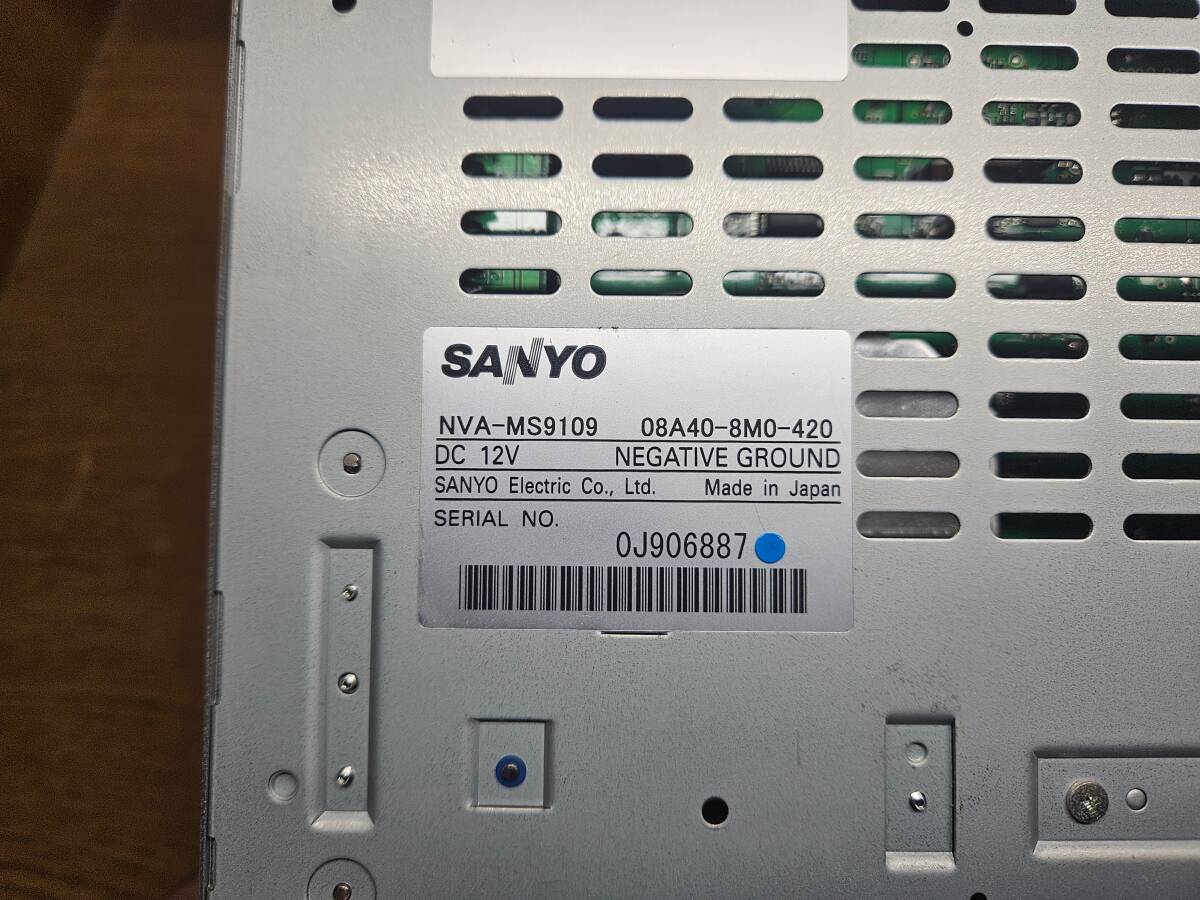 SANYO
NVA-MS9109 08A40-8M0-420
DC 12V NEGATIVE GROUND
SANYO Electric Co., Ltd. Made in Japan
SERIAL NO.
0J906887